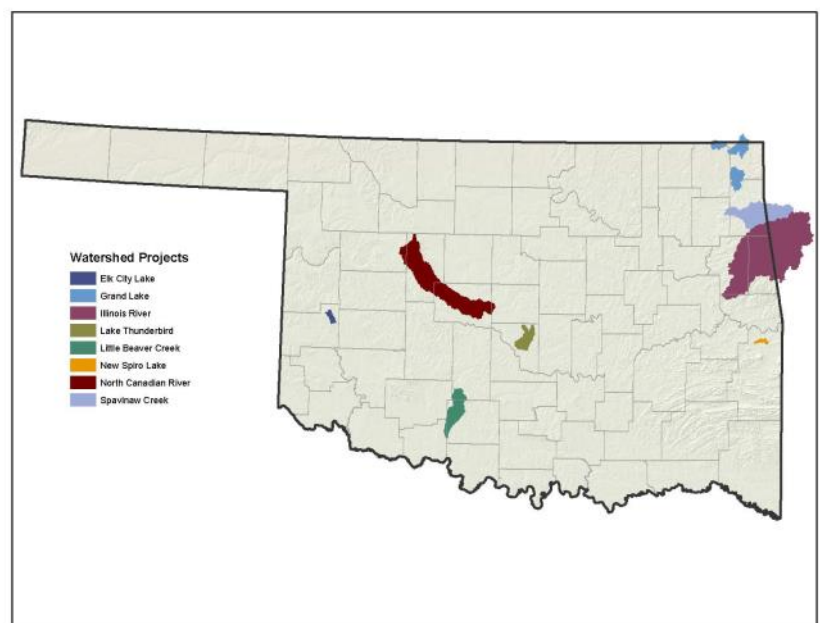 Watershed Projects
Elk City Lake
Grand Lake
Illinois River
Lake Thunderbird
Little Beaver Creek
New Spiro Lake
North Canadian River
Spavinaw Creek